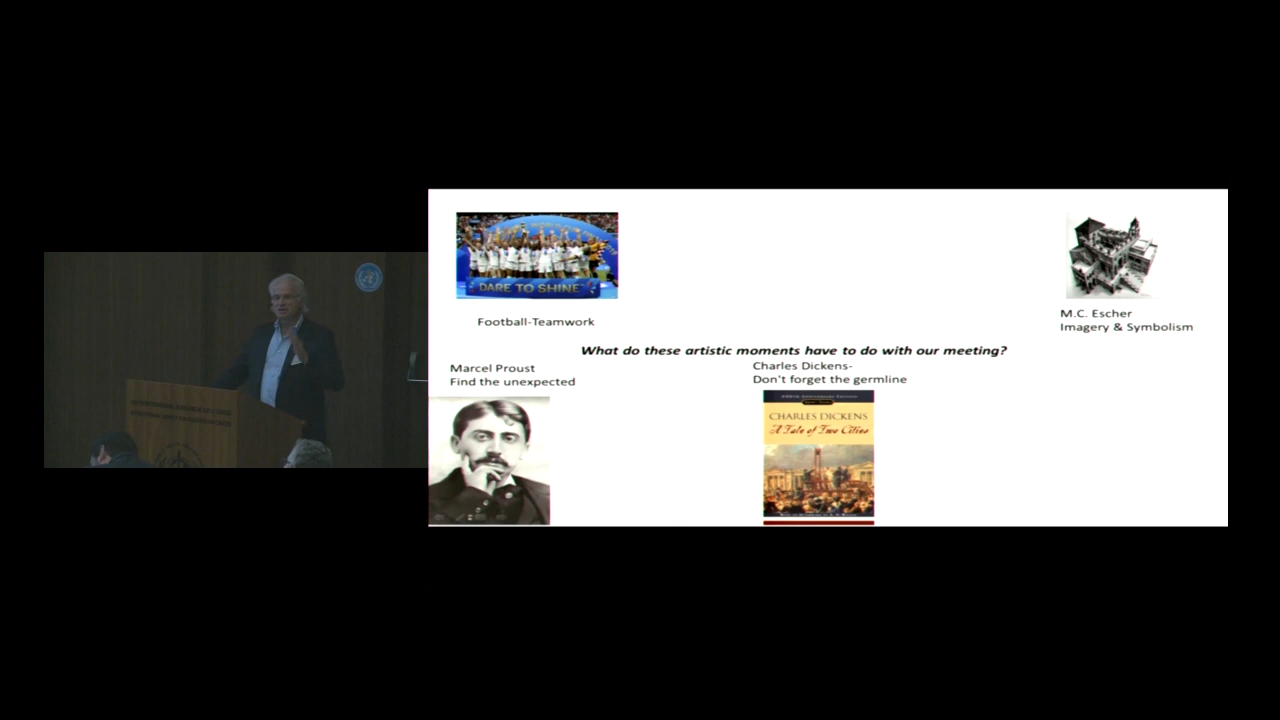 DARE TO SHINE™
Football-Teamwork
M.C. Escher
Imagery & Symbolism
What do these artistic moments have to do with our meeting?
Marcel Proust
Find the unexpected
Charles Dickens-
Don't forget the germline
CHARLES DICKENS
A Tale of Two Cities